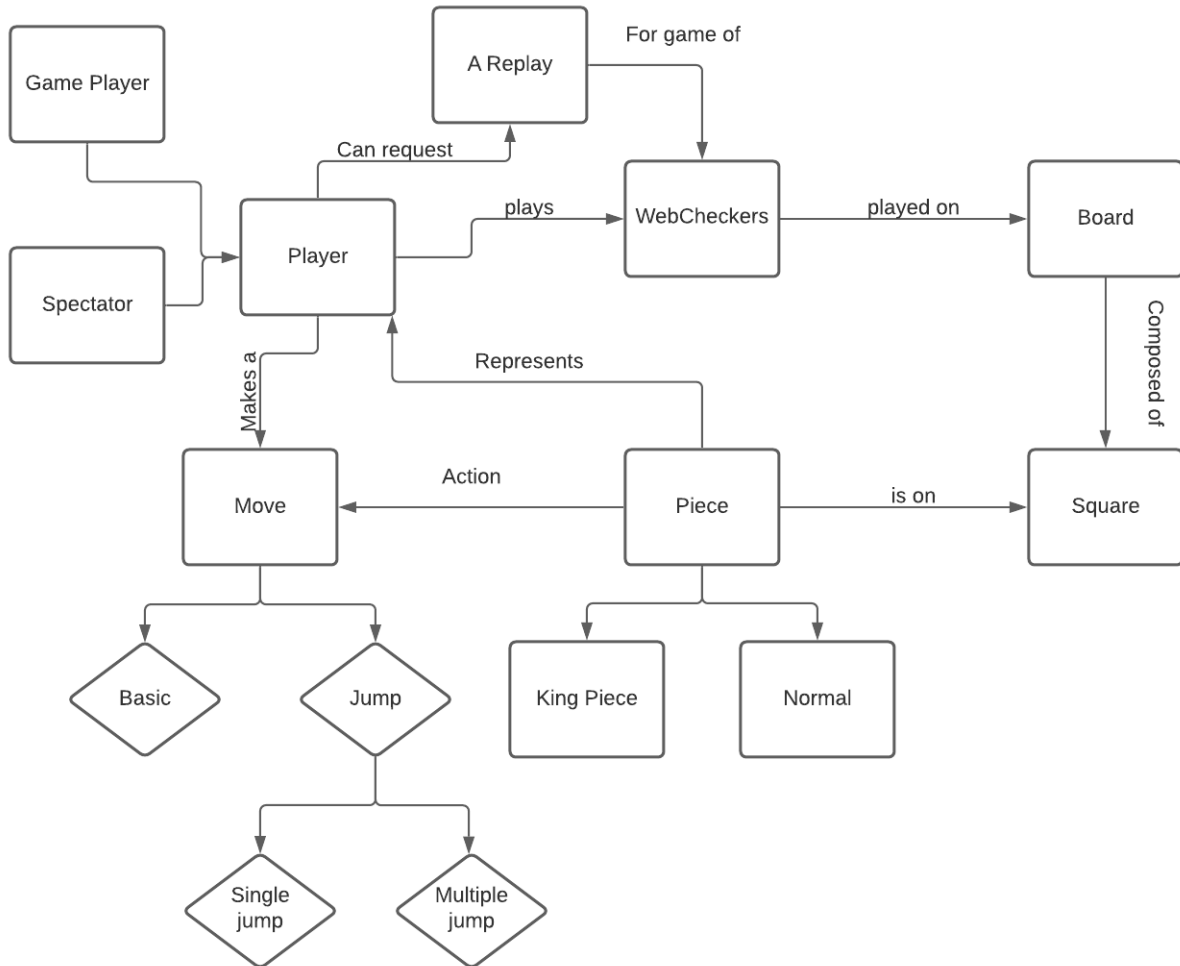 Game Player
A Replay
For game of
Can request
Spectator
Player
plays
WebCheckers
played on
Board
Makes a
Represents
Composed of
Move
Action
Piece
is on
Square
Basic
Jump
King Piece
Normal
Single
jump
Multiple
jump